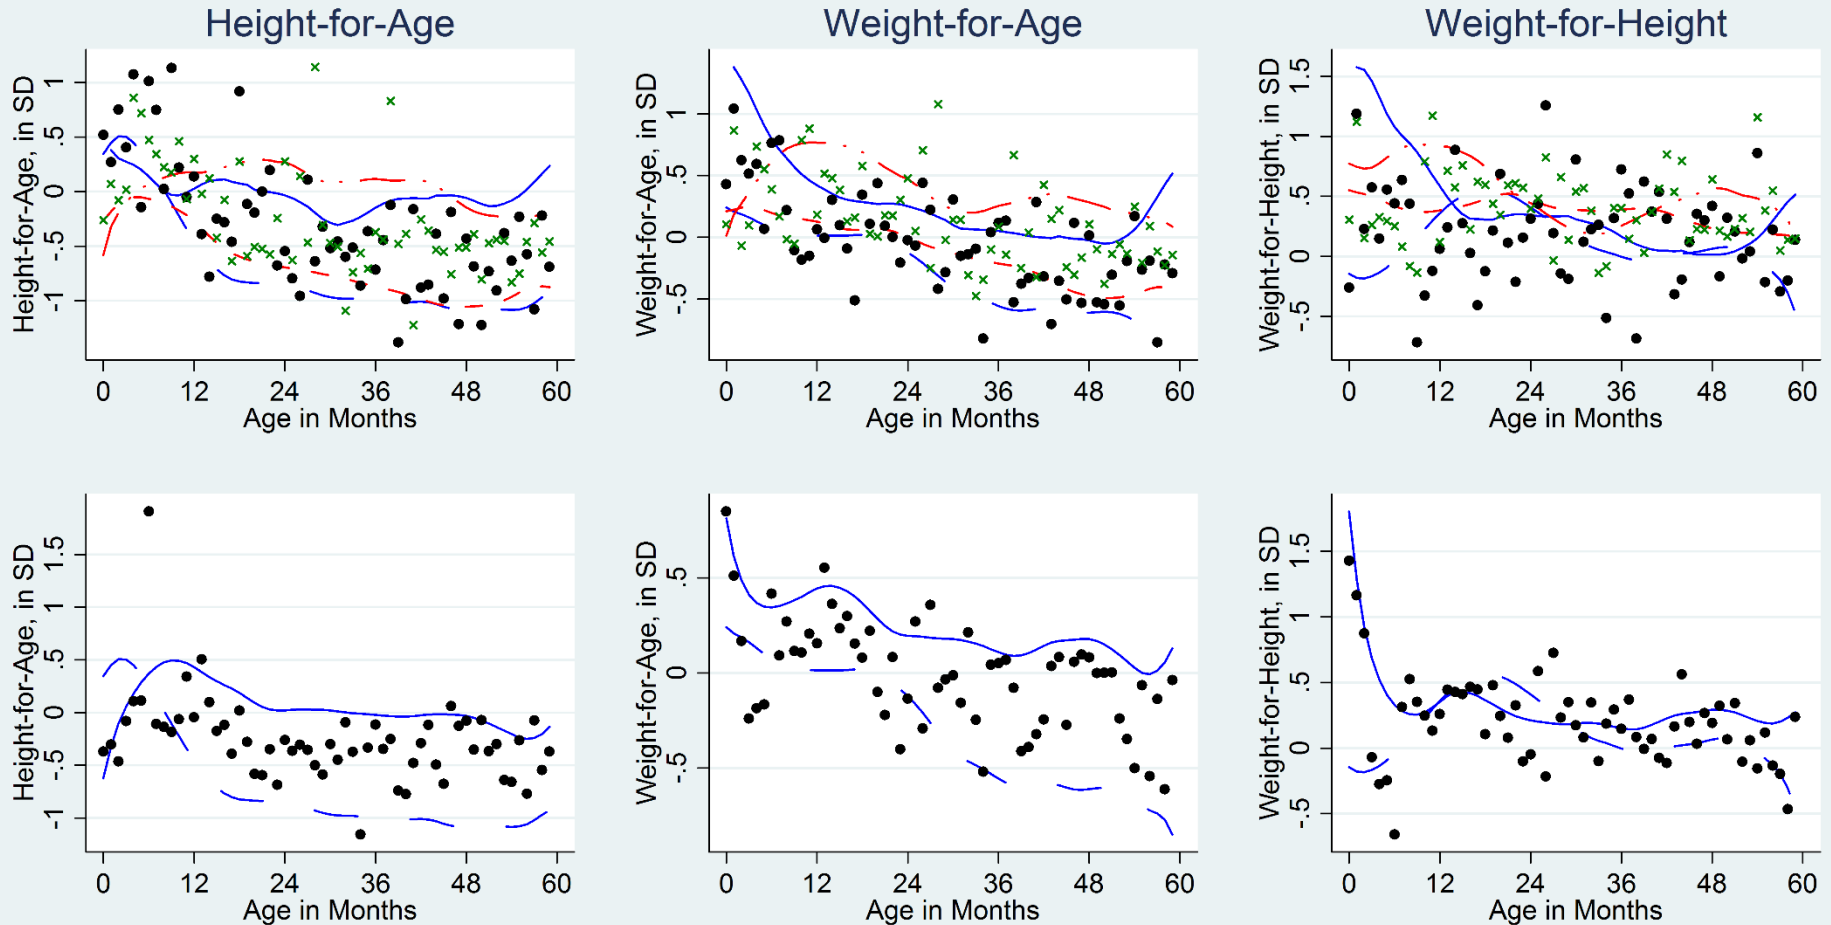 Height-for-Age
Weight-for-Age
Weight-for-Height
Height-for-Age, in SD
1
.5
0
-.5
-1
0 12 24 36 48 60
Age in Months
Weight-for-Age, in SD
1
.5
0
-.5
0 12 24 36 48 60
Age in Months
Weight-for-Height, in SD
1.5
1
.5
0
-.5
0 12 24 36 48 60
Age in Months
Height-for-Age, in SD
1.5
1
.5
0
-.5
-1
0 12 24 36 48 60
Age in Months
Weight-for-Age, in SD
.5
0
-.5
0 12 24 36 48 60
Age in Months
Weight-for-Height, in SD
1.5
1
.5
0
-.5
0 12 24 36 48 60
Age in Months